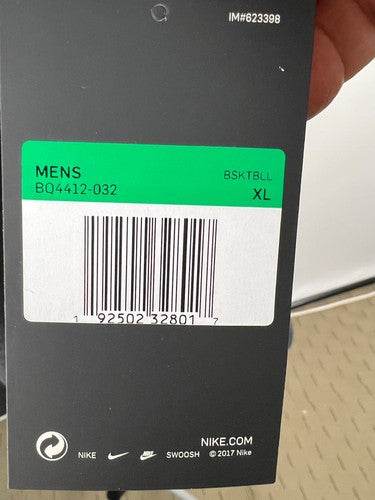 IM#623398
MENS BSKTBLL
BQ4412-032 XL
1 92502 32801 7
NIKE SWOOSH NIKE.COM
© 2017 Nike